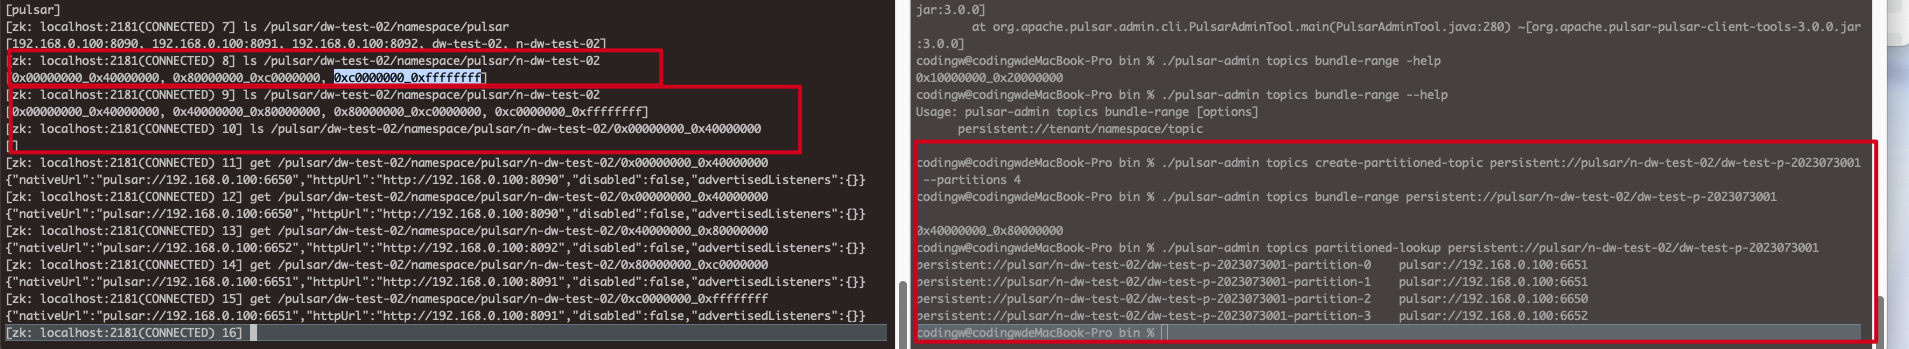 [pulsar]
[zk: localhost:2181(CONNECTED) 7] ls /pulsar/dw-test-02/namespace/pulsar
[192.168.0.100:8090, 192.168.0.100:8091, 192.168.0.100:8092, dw-test-02, n-dw-test-02]
[zk: localhost:2181(CONNECTED) 8] ls /pulsar/dw-test-02/namespace/pulsar/n-dw-test-02
[0x00000000_0x40000000, 0x80000000_0xc0000000, 0xc0000000_0xffffffff]
[zk: localhost:2181(CONNECTED) 9] ls /pulsar/dw-test-02/namespace/pulsar/n-dw-test-02
[0x00000000_0x40000000, 0x40000000_0x80000000, 0x80000000_0xc0000000, 0xc0000000_0xffffffff]
[zk: localhost:2181(CONNECTED) 10] ls /pulsar/dw-test-02/namespace/pulsar/n-dw-test-02/0x00000000_0x40000000
[]
[zk: localhost:2181(CONNECTED) 11] get /pulsar/dw-test-02/namespace/pulsar/n-dw-test-02/0x00000000_0x40000000
{"nativeUrl":"pulsar://192.168.0.100:6650","httpUrl":"http://192.168.0.100:8090","disabled":false,"advertisedListeners":{}}
[zk: localhost:2181(CONNECTED) 12] get /pulsar/dw-test-02/namespace/pulsar/n-dw-test-02/0x00000000_0x40000000
{"nativeUrl":"pulsar://192.168.0.100:6650","httpUrl":"http://192.168.0.100:8090","disabled":false,"advertisedListeners":{}}
[zk: localhost:2181(CONNECTED) 13] get /pulsar/dw-test-02/namespace/pulsar/n-dw-test-02/0x40000000_0x80000000
{"nativeUrl":"pulsar://192.168.0.100:6652","httpUrl":"http://192.168.0.100:8092","disabled":false,"advertisedListeners":{}}
[zk: localhost:2181(CONNECTED) 14] get /pulsar/dw-test-02/namespace/pulsar/n-dw-test-02/0x80000000_0xc0000000
{"nativeUrl":"pulsar://192.168.0.100:6651","httpUrl":"http://192.168.0.100:8091","disabled":false,"advertisedListeners":{}}
[zk: localhost:2181(CONNECTED) 15] get /pulsar/dw-test-02/namespace/pulsar/n-dw-test-02/0xc0000000_0xffffffff
{"nativeUrl":"pulsar://192.168.0.100:6651","httpUrl":"http://192.168.0.100:8091","disabled":false,"advertisedListeners":{}}
[zk: localhost:2181(CONNECTED) 16]
jar:3.0.0]
at org.apache.pulsar.admin.cli.PulsarAdminTool.main(PulsarAdminTool.java:280) ~[org.apache.pulsar-pulsar-client-tools-3.0.0.jar
:3.0.0]
codingw@codingwdeMacBook-Pro bin % ./pulsar-admin topics bundle-range -help
0x10000000_0x20000000
codingw@codingwdeMacBook-Pro bin % ./pulsar-admin topics bundle-range --help
Usage: pulsar-admin topics bundle-range [options]
persistent://tenant/namespace/topic
codingw@codingwdeMacBook-Pro bin % ./pulsar-admin topics create-partitioned-topic persistent://pulsar/n-dw-test-02/dw-test-p-2023073001
--partitions 4
codingw@codingwdeMacBook-Pro bin % ./pulsar-admin topics bundle-range persistent://pulsar/n-dw-test-02/dw-test-p-2023073001
0x40000000_0x80000000
codingw@codingwdeMacBook-Pro bin % ./pulsar-admin topics partitioned-lookup persistent://pulsar/n-dw-test-02/dw-test-p-2023073001
persistent://pulsar/n-dw-test-02/dw-test-p-2023073001-partition-0    pulsar://192.168.0.100:6651
persistent://pulsar/n-dw-test-02/dw-test-p-2023073001-partition-1    pulsar://192.168.0.100:6651
persistent://pulsar/n-dw-test-02/dw-test-p-2023073001-partition-2    pulsar://192.168.0.100:6650
persistent://pulsar/n-dw-test-02/dw-test-p-2023073001-partition-3    pulsar://192.168.0.100:6652
codingw@codingwdeMacBook-Pro bin %